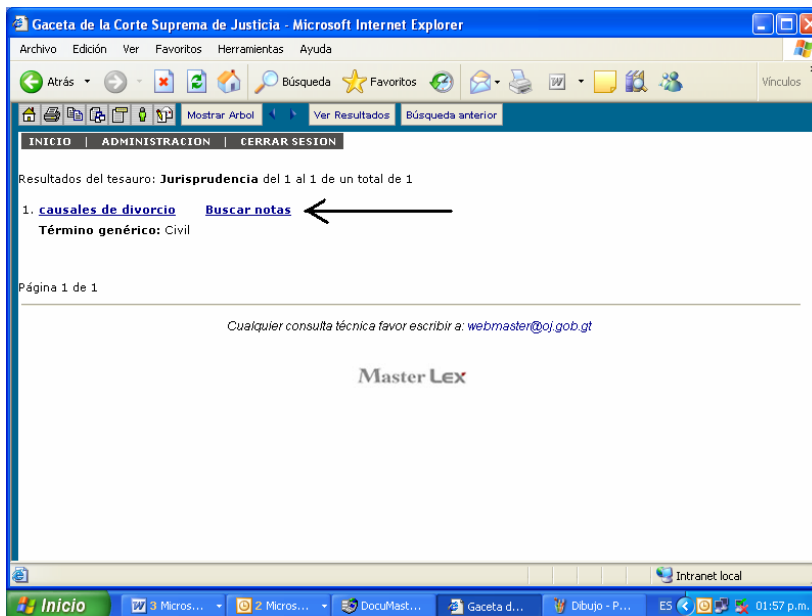 Gaceta de la Corte Suprema de Justicia - Microsoft Internet Explorer
Archivo Edición Ver Favoritos Herramientas Ayuda
Atrás Búsqueda Favoritos Vínculos
Mostrar Arbol Ver Resultados Búsqueda anterior
INICIO | ADMINISTRACION | CERRAR SESION
Resultados del tesauro: Jurisprudencia del 1 al 1 de un total de 1
1. causales de divorcio Buscar notas
Término genérico: Civil
Página 1 de 1
Cualquier consulta técnica favor escribir a: webmaster@oj.gob.gt
Master LEX
Intranet local
Inicio 3 Micros... 2 Micros... DocuMast... Gaceta d... Dibujo - P... ES 01:57 p.m.